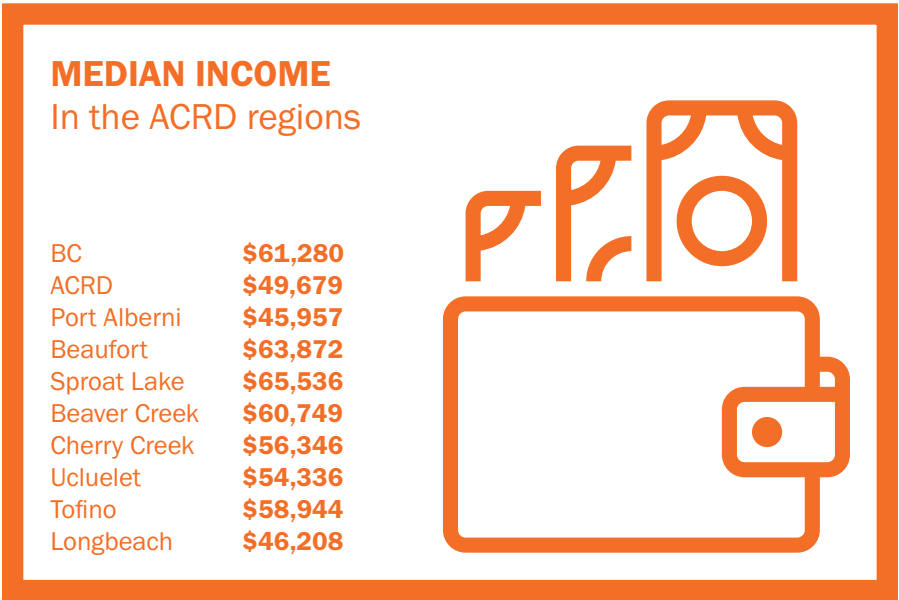 MEDIAN INCOME
In the ACRD regions
BC $61,280
ACRD $49,679
Port Alberni $45,957
Beaufort $63,872
Sproat Lake $65,536
Beaver Creek $60,749
Cherry Creek $56,346
Ucluelet $54,336
Tofino $58,944
Longbeach $46,208